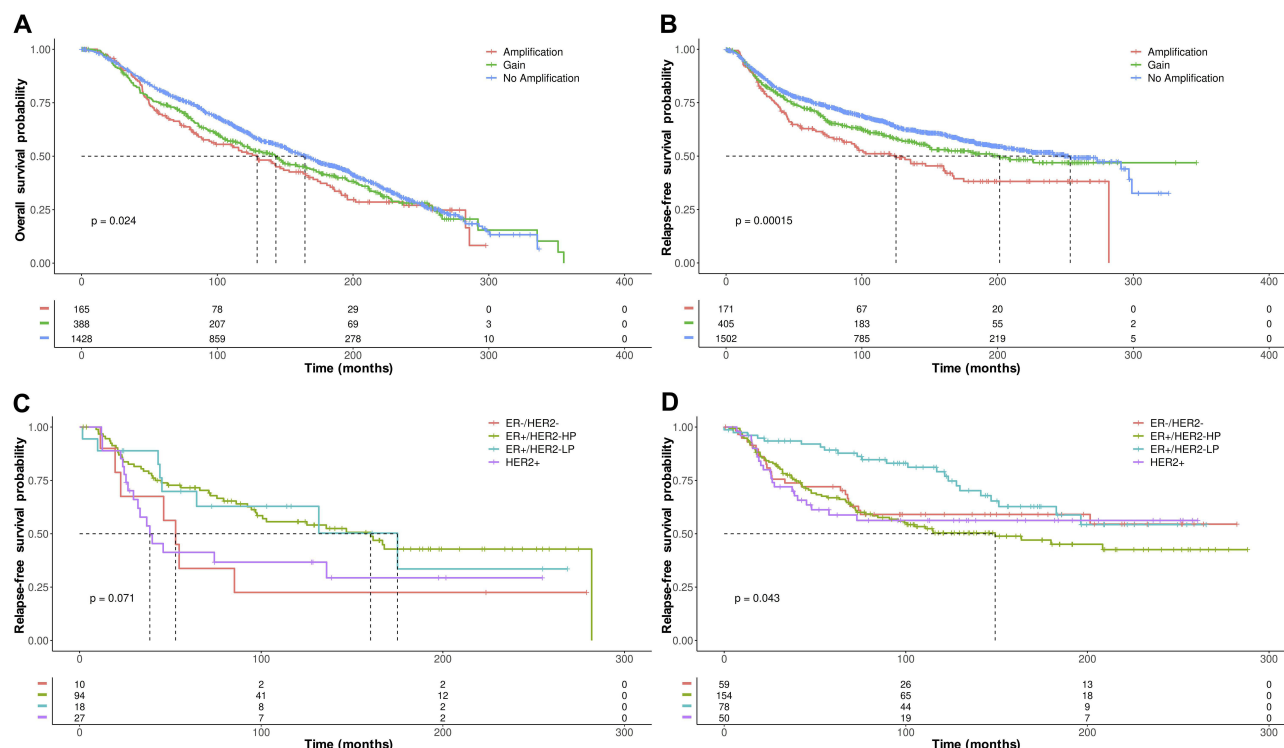 A
Overall survival probability
1.00
0.75
0.50
0.25
0.00
Amplification
Gain
No Amplification
p = 0.024
0 100 200 300 400
165 78 29 0 0
388 207 69 3 0
1428 859 278 10 0
0 100 200 300 400
Time (months)
B
Relapse-free survival probability
1.00
0.75
0.50
0.25
0.00
Amplification
Gain
No Amplification
p = 0.00015
0 100 200 300 400
171 67 20 0 0
405 183 55 2 0
1502 785 219 5 0
0 100 200 300 400
Time (months)
C
Relapse-free survival probability
1.00
0.75
0.50
0.25
0.00
ER-/HER2-
ER+/HER2-HP
ER+/HER2-LP
HER2+
p = 0.071
0 100 200 300
10 2 2 0
94 41 12 0
18 8 2 0
27 7 2 0
0 100 200 300
Time (months)
D
Relapse-free survival probability
1.00
0.75
0.50
0.25
0.00
ER-/HER2-
ER+/HER2-HP
ER+/HER2-LP
HER2+
p = 0.043
0 100 200 300
59 26 13 0
154 65 18 0
78 44 9 0
50 19 7 0
0 100 200 300
Time (months)